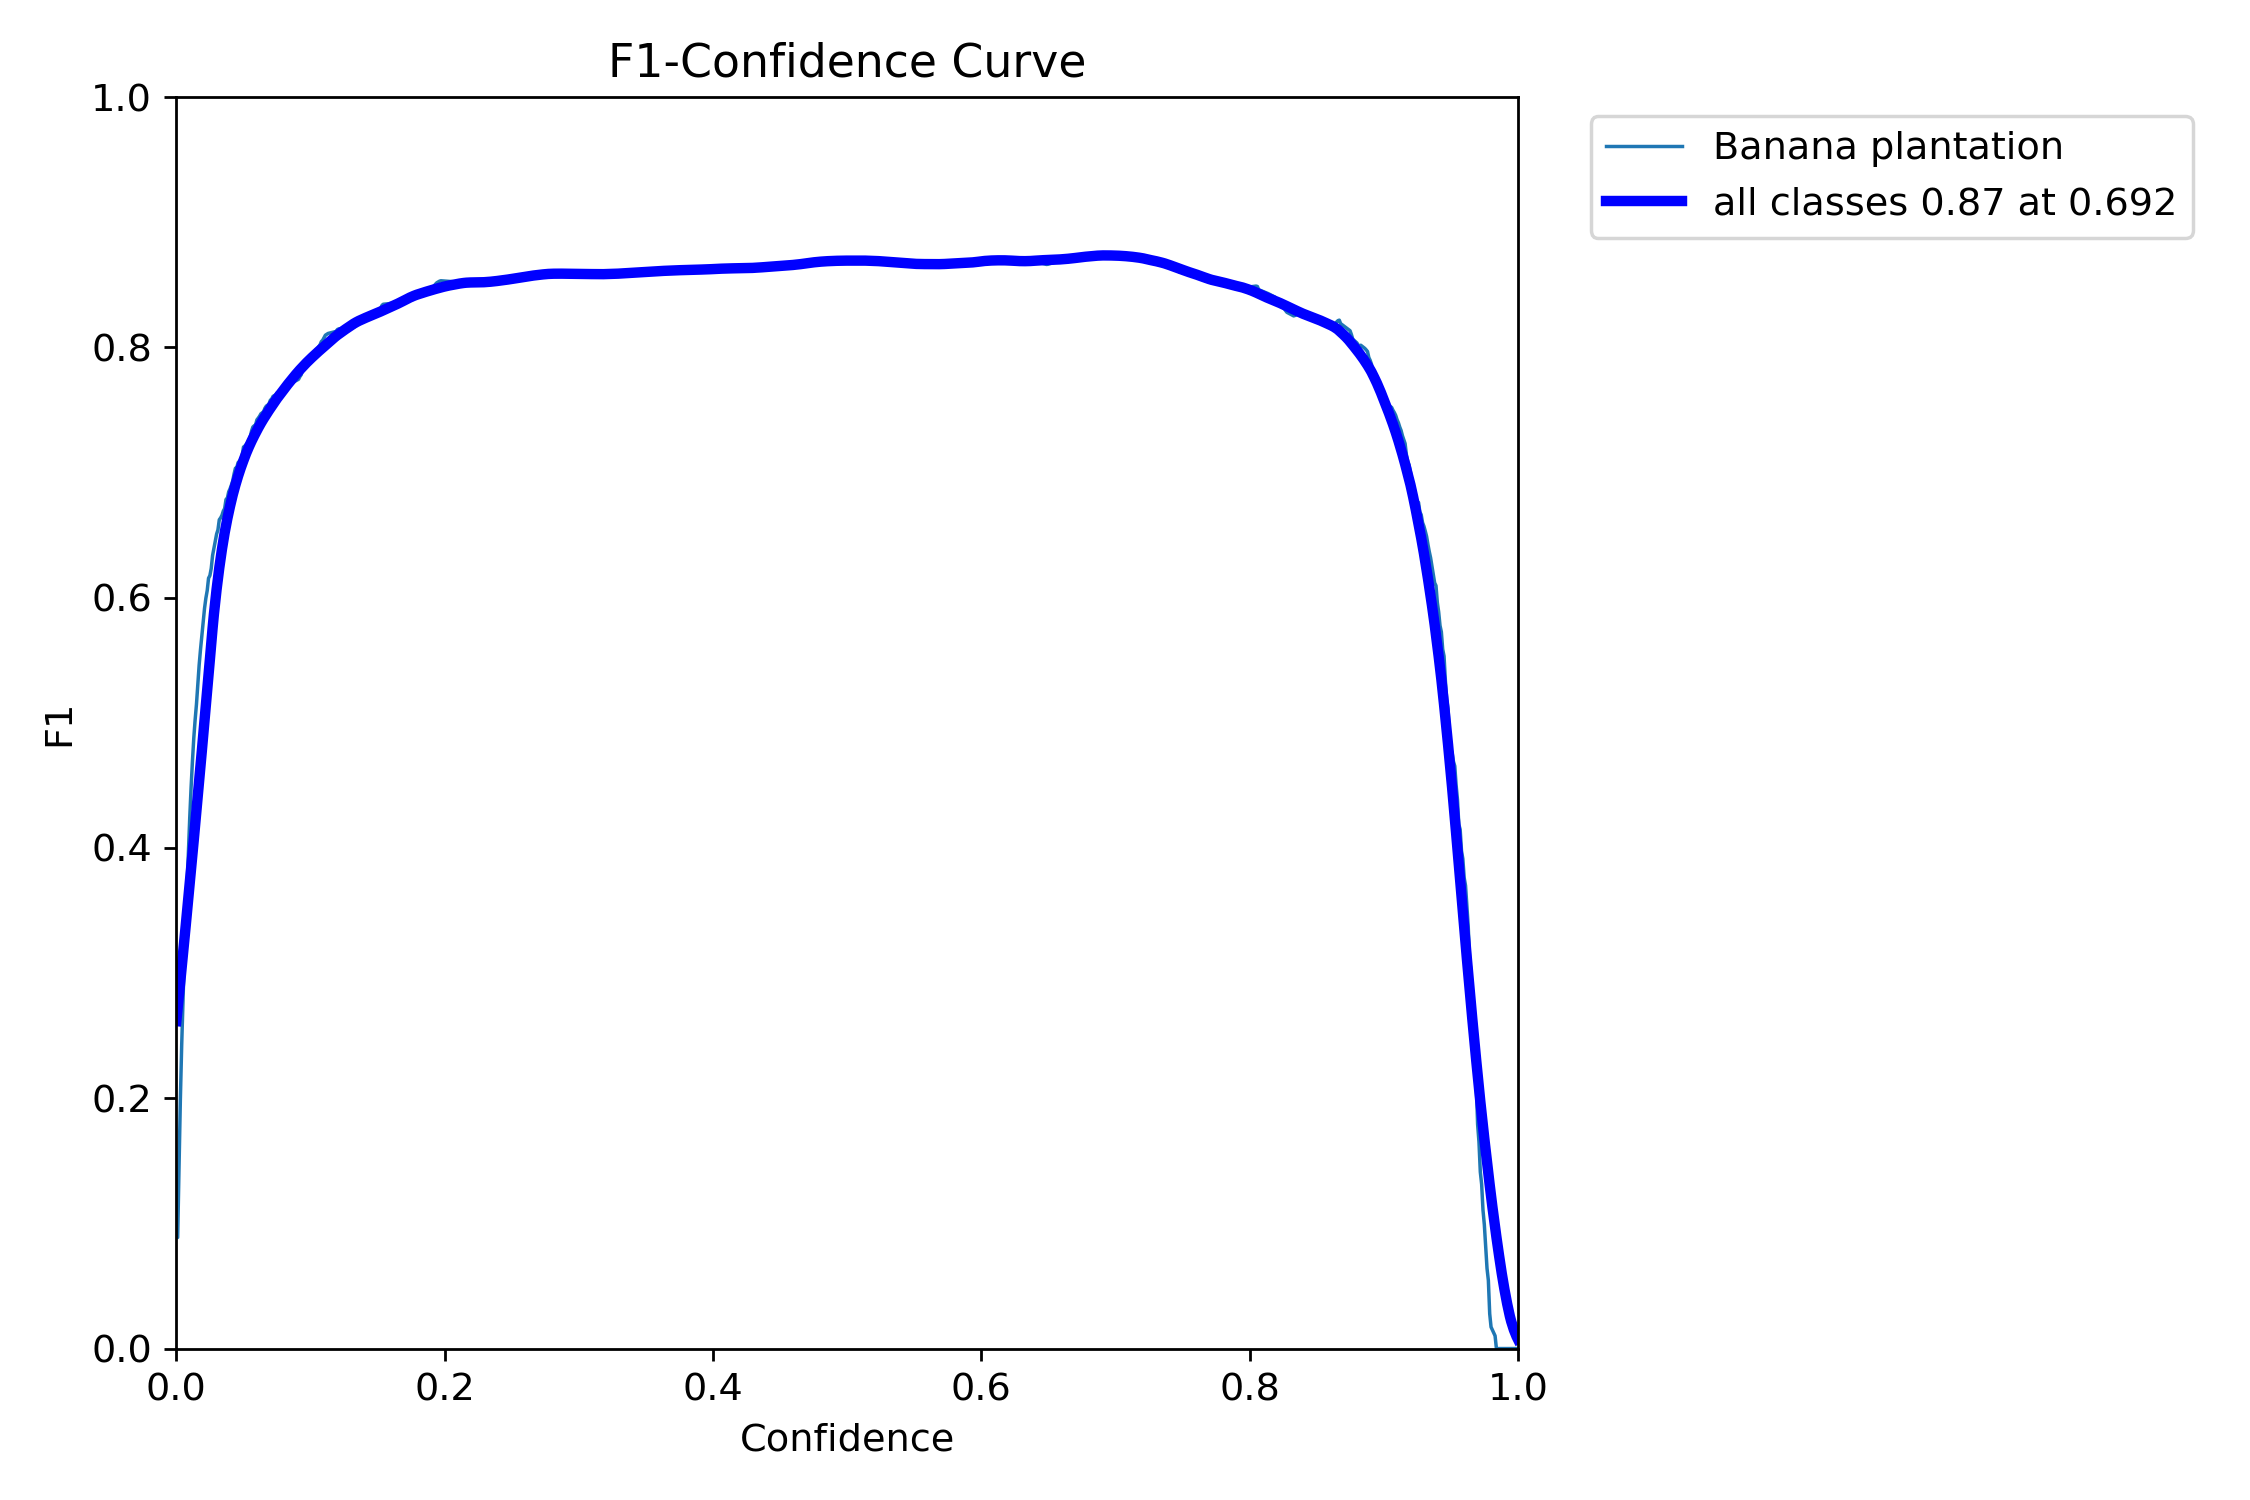 F1-Confidence Curve
Banana plantation
all classes 0.87 at 0.692
1.0
0.8
0.6
0.4
0.2
0.0
F1
0.0 0.2 0.4 0.6 0.8 1.0
Confidence